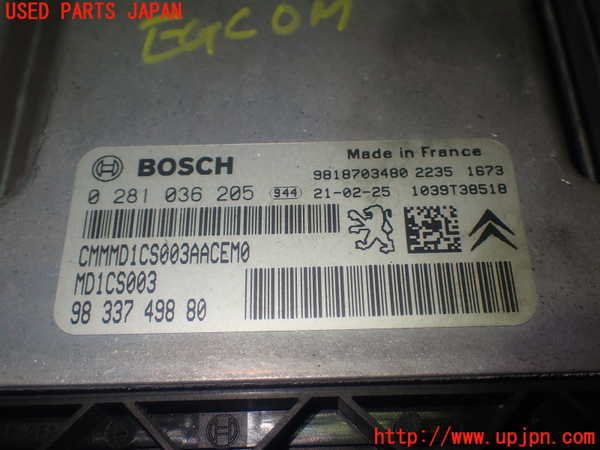 USED PARTS JAPAN
EGCOM
BOSCH
Made in France
9818703480 2235 1673
0 281 036 205 944 21-02-25 1039T38518
CMMMD1CS003AACEM0
MD1CS003
98 337 498 80
http://www.upjpn.com